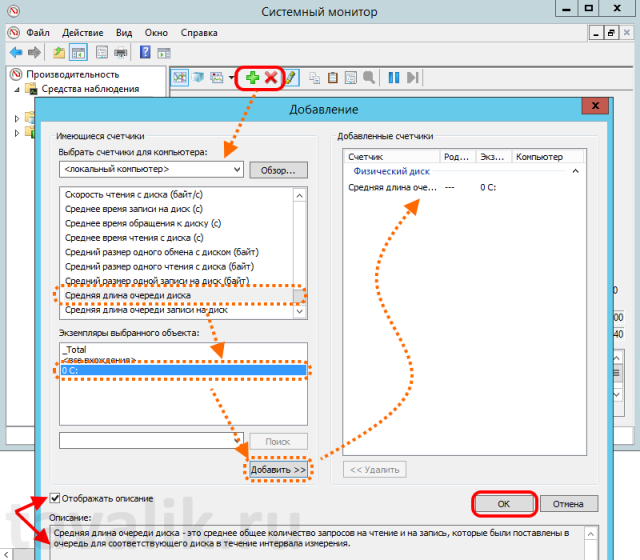 Системный монитор
Файл Действие Вид Окно Справка
Производительность
Средства наблюдения
Добавление
Имеющиеся счетчики
Выбрать счетчики для компьютера:
<локальный компьютер>
Обзор...
Скорость чтения с диска (байт/с)
Среднее время записи на диск (с)
Среднее время обращения к диску (с)
Среднее время чтения с диска (с)
Средний размер одного обмена с диском (байт)
Средний размер одного чтения с диска (байт)
Средний размер одной записи на диск (байт)
Средняя длина очереди диска
Средняя длина очереди записи на диск
Экземпляры выбранного объекта:
_Total
<все вхождения>
0 C:
Поиск
Добавить >>
Добавленные счетчики
Счетчик Род... Экз... Компьютер
Физический диск
Средняя длина оче... --- 0 C:
<< Удалить
0
00
40
Отображать описание
OK
Отмена
Описание:
Средняя длина очереди диска - это среднее общее количество запросов на чтение и на запись, которые были поставлены в
очередь для соответствующего диска в течение интервала измерения.
tavalik.ru